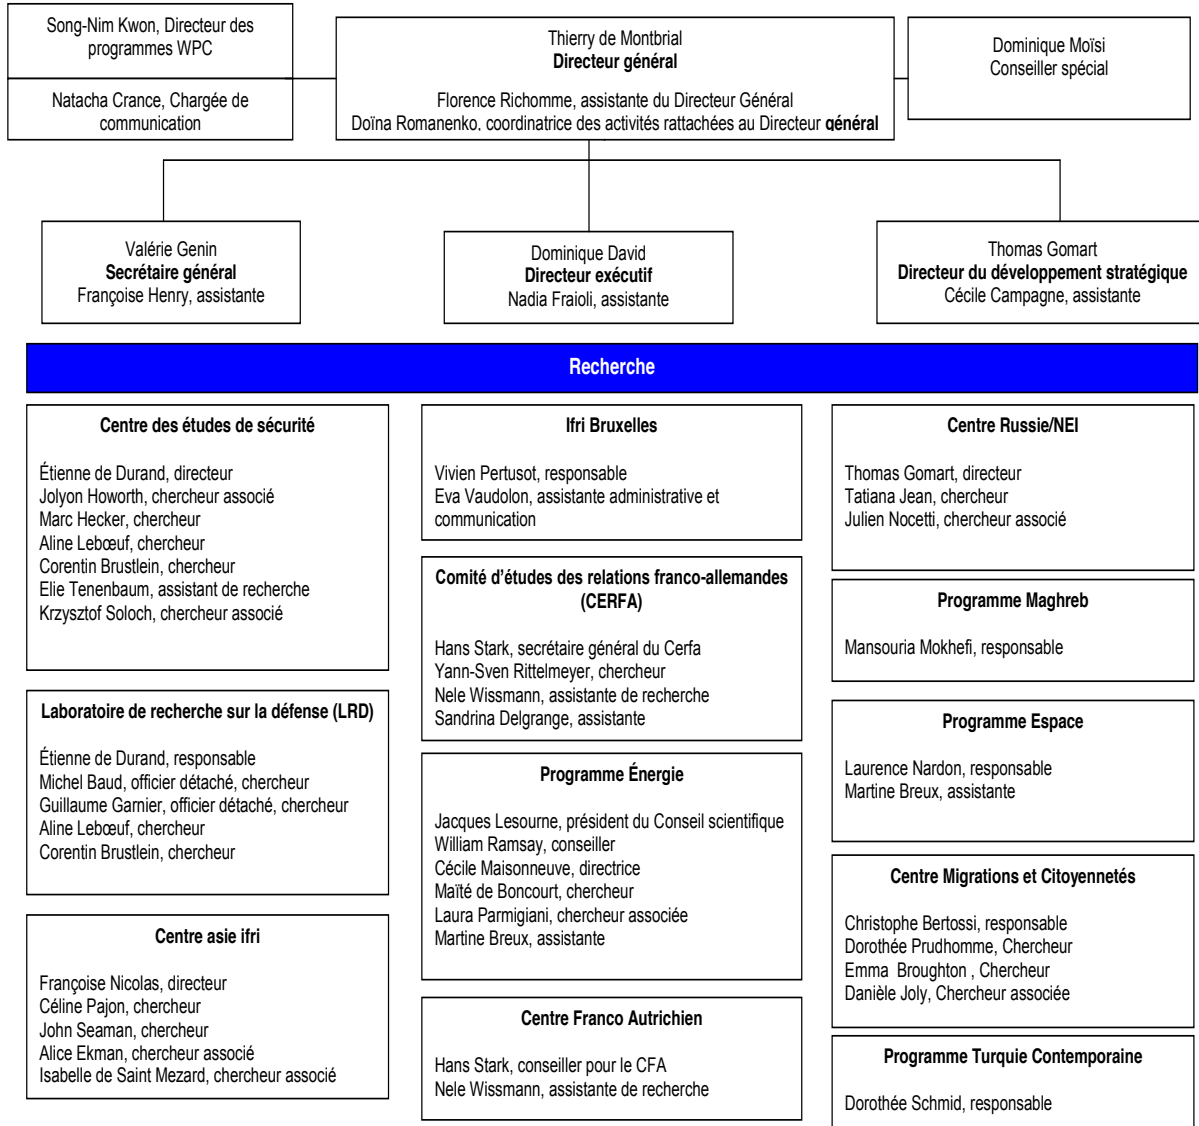 Song-Nim Kwon, Directeur des
programmes WPC
Natacha Crance, Chargée de
communication
Thierry de Montbrial
Directeur général
Florence Richomme, assistante du Directeur Général
Doïna Romanenko, coordinatrice des activités rattachées au Directeur général
Dominique Moïsi
Conseiller spécial
Valérie Genin
Secrétaire général
Françoise Henry, assistante
Dominique David
Directeur exécutif
Nadia Fraioli, assistante
Thomas Gomart
Directeur du développement stratégique
Cécile Campagne, assistante
Recherche
Centre des études de sécurité
Étienne de Durand, directeur
Jolyon Howorth, chercheur associé
Marc Hecker, chercheur
Aline Lebœuf, chercheur
Corentin Brustlein, chercheur
Elie Tenenbaum, assistant de recherche
Krzysztof Soloch, chercheur associé
Laboratoire de recherche sur la défense (LRD)
Étienne de Durand, responsable
Michel Baud, officier détaché, chercheur
Guillaume Garnier, officier détaché, chercheur
Aline Lebœuf, chercheur
Corentin Brustlein, chercheur
Centre asie ifri
Françoise Nicolas, directeur
Céline Pajon, chercheur
John Seaman, chercheur
Alice Ekman, chercheur associé
Isabelle de Saint Mezard, chercheur associé
Ifri Bruxelles
Vivien Pertusot, responsable
Eva Vaudolon, assistante administrative et
communication
Comité d'études des relations franco-allemandes
(CERFA)
Hans Stark, secrétaire général du Cerfa
Yann-Sven Rittelmeyer, chercheur
Nele Wissmann, assistante de recherche
Sandrina Delgrange, assistante
Programme Énergie
Jacques Lesourne, président du Conseil scientifique
William Ramsay, conseiller
Cécile Maisonneuve, directrice
Maïté de Boncourt, chercheur
Laura Parmigiani, chercheur associée
Martine Breux, assistante
Centre Franco Autrichien
Hans Stark, conseiller pour le CFA
Nele Wissmann, assistante de recherche
Centre Russie/NEI
Thomas Gomart, directeur
Tatiana Jean, chercheur
Julien Nocetti, chercheur associé
Programme Maghreb
Mansouria Mokhefi, responsable
Programme Espace
Laurence Nardon, responsable
Martine Breux, assistante
Centre Migrations et Citoyennetés
Christophe Bertossi, responsable
Dorothée Prudhomme, Chercheur
Emma  Broughton , Chercheur
Danièle Joly, Chercheur associée
Programme Turquie Contemporaine
Dorothée Schmid, responsable